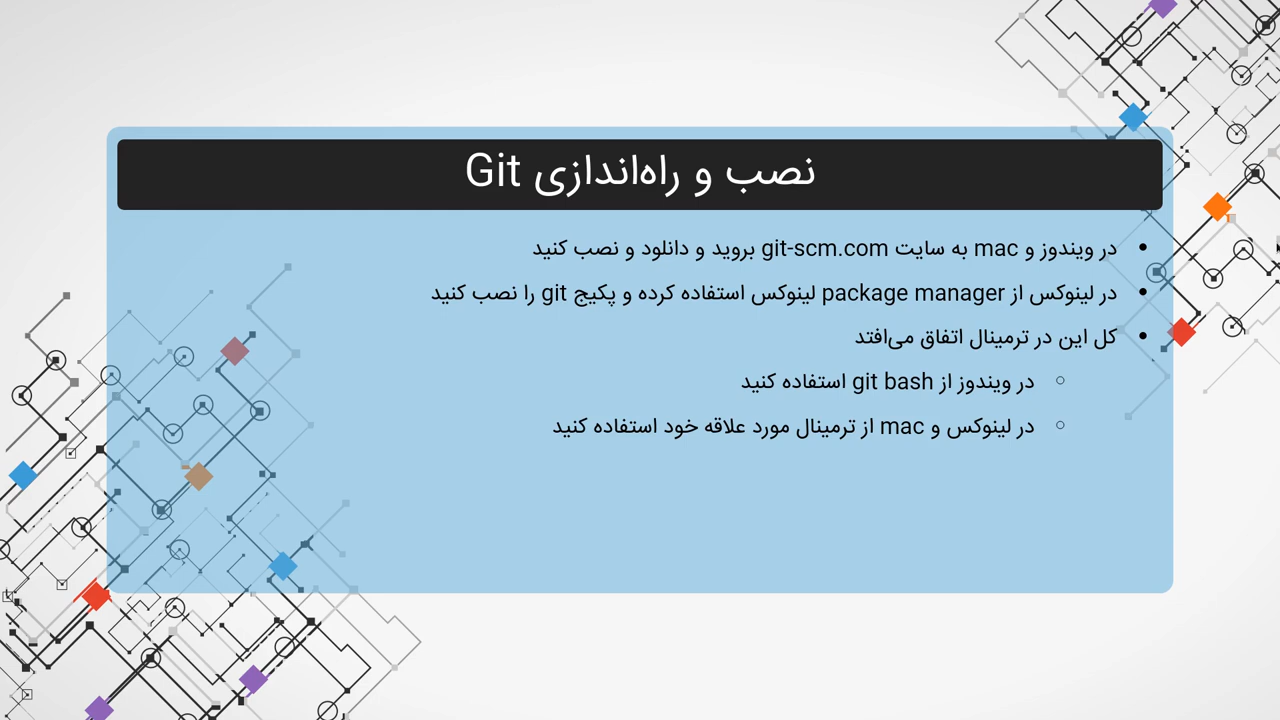 نصب و راه‌اندازی Git
در ویندوز و mac به سایت git-scm.com بروید و دانلود و نصب کنید
در لینوکس از package manager لینوکس استفاده کرده و پکیج git را نصب کنید
کل این در ترمینال اتفاق می‌افتد
در ویندوز از git bash استفاده کنید
در لینوکس و mac از ترمینال مورد علاقه خود استفاده کنید